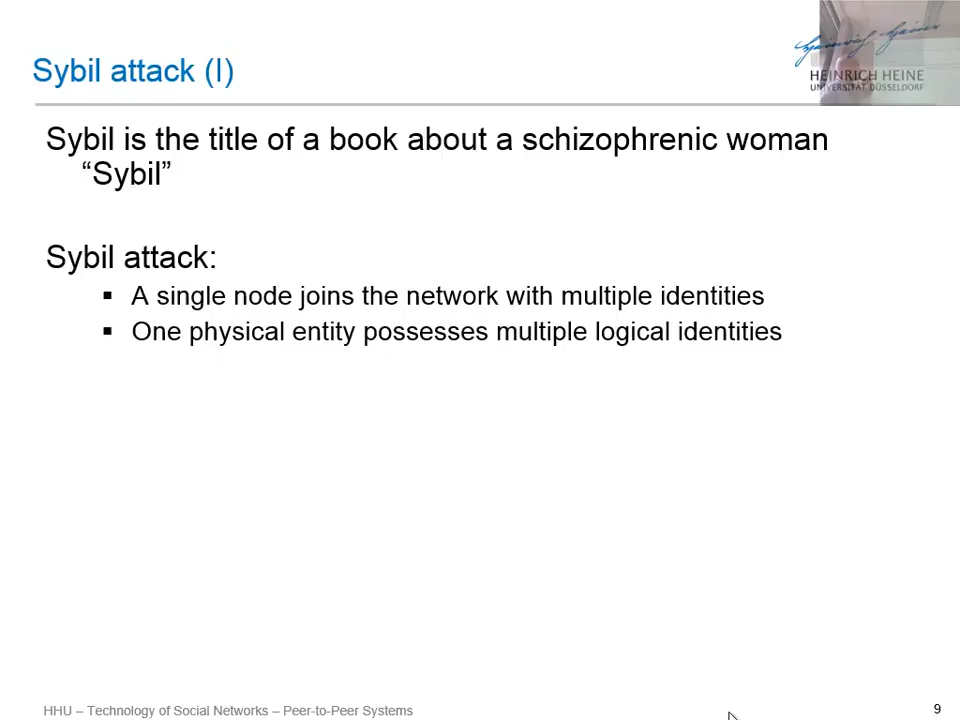 Sybil attack (I)
Heinrich Heine
HEINRICH HEINE
UNIVERSITÄT DÜSSELDORF
Sybil is the title of a book about a schizophrenic woman
“Sybil”
Sybil attack:
▪ A single node joins the network with multiple identities
▪ One physical entity possesses multiple logical identities
HHU – Technology of Social Networks – Peer-to-Peer Systems
9